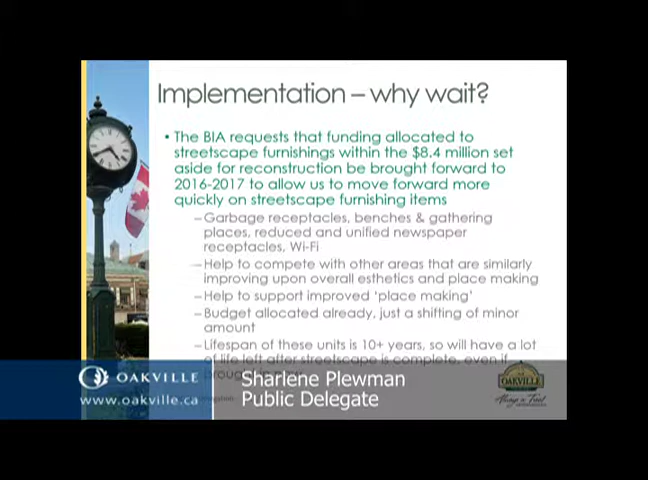 Implementation – why wait?
• The BIA requests that funding allocated to
streetscape furnishings within the $8.4 million set
aside for reconstruction be brought forward to
2016-2017 to allow us to move forward more
quickly on streetscape furnishing items
– Garbage receptacles, benches & gathering
places, reduced and unified newspaper
receptacles, Wi-Fi
– Help to compete with other areas that are similarly
improving upon overall esthetics and place making
– Help to support improved 'place making'
– Budget allocated already, just a shifting of minor
amount
– Lifespan of these units is 10+ years, so will have a lot
of life left after streetscape is complete, even if
OAKVILLE
www.oakville.ca
Sharlene Plewman
Public Delegate
OAKVILLE